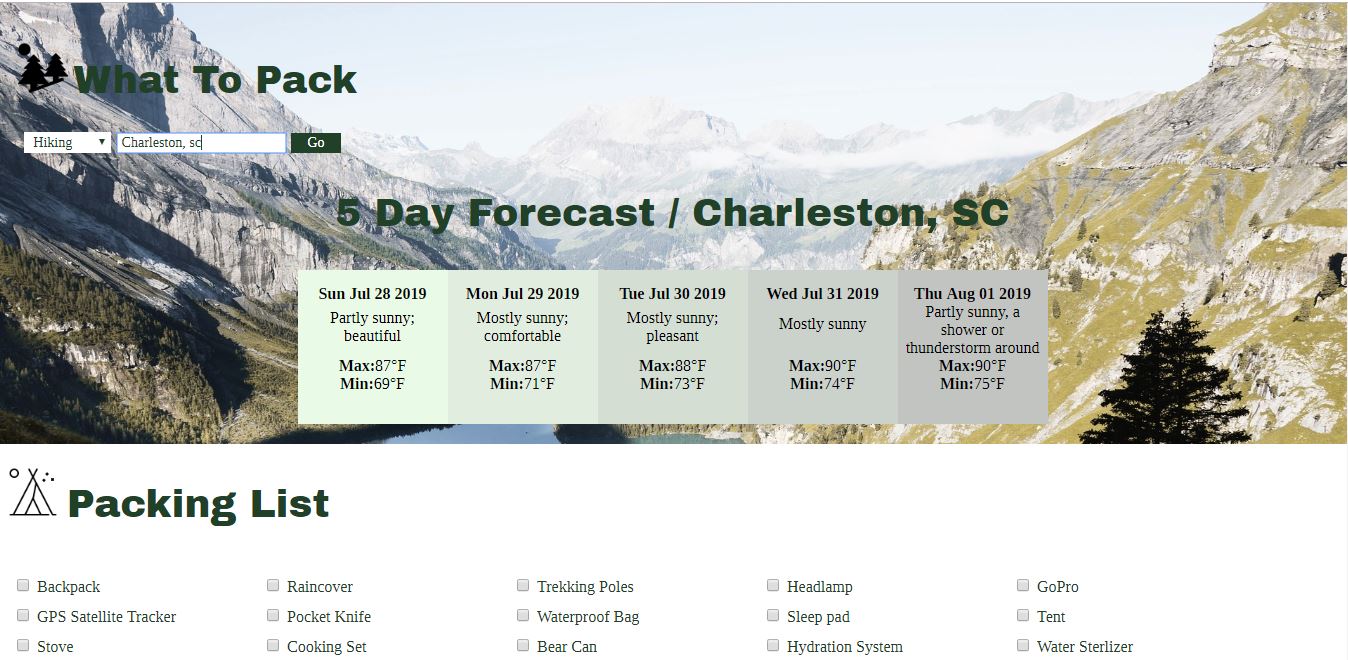 What To Pack
Hiking
Charleston, sc
Go
5 Day Forecast / Charleston, SC
Sun Jul 28 2019
Partly sunny;
beautiful
Max:87°F
Min:69°F
Mon Jul 29 2019
Mostly sunny;
comfortable
Max:87°F
Min:71°F
Tue Jul 30 2019
Mostly sunny;
pleasant
Max:88°F
Min:73°F
Wed Jul 31 2019
Mostly sunny
Max:90°F
Min:74°F
Thu Aug 01 2019
Partly sunny, a
shower or
thunderstorm around
Max:90°F
Min:75°F
Packing List
Backpack
Raincover
Trekking Poles
Headlamp
GoPro
GPS Satellite Tracker
Pocket Knife
Waterproof Bag
Sleep pad
Tent
Stove
Cooking Set
Bear Can
Hydration System
Water Sterlizer